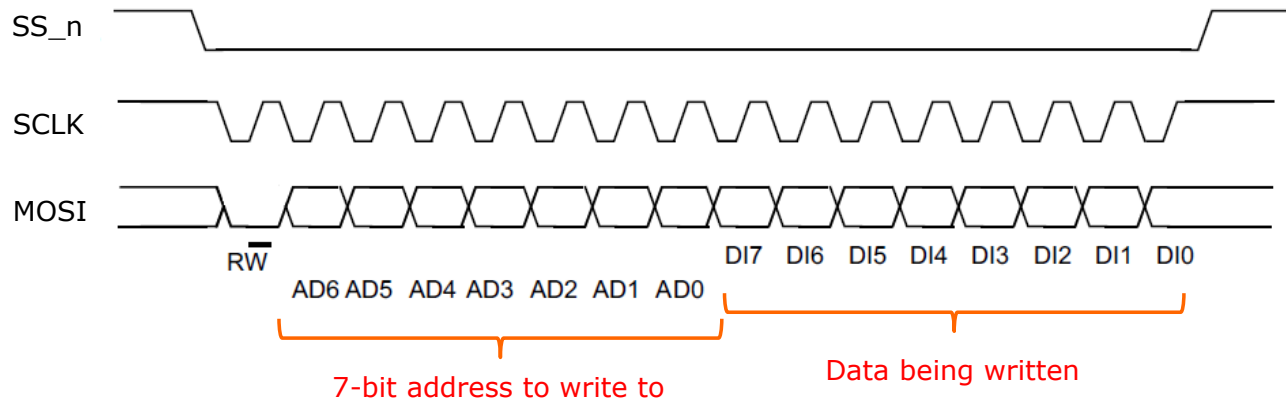 SS_n
SCLK
MOSI
RW
DI7 DI6 DI5 DI4 DI3 DI2 DI1 DI0
AD6 AD5 AD4 AD3 AD2 AD1 AD0
7-bit address to write to
Data being written